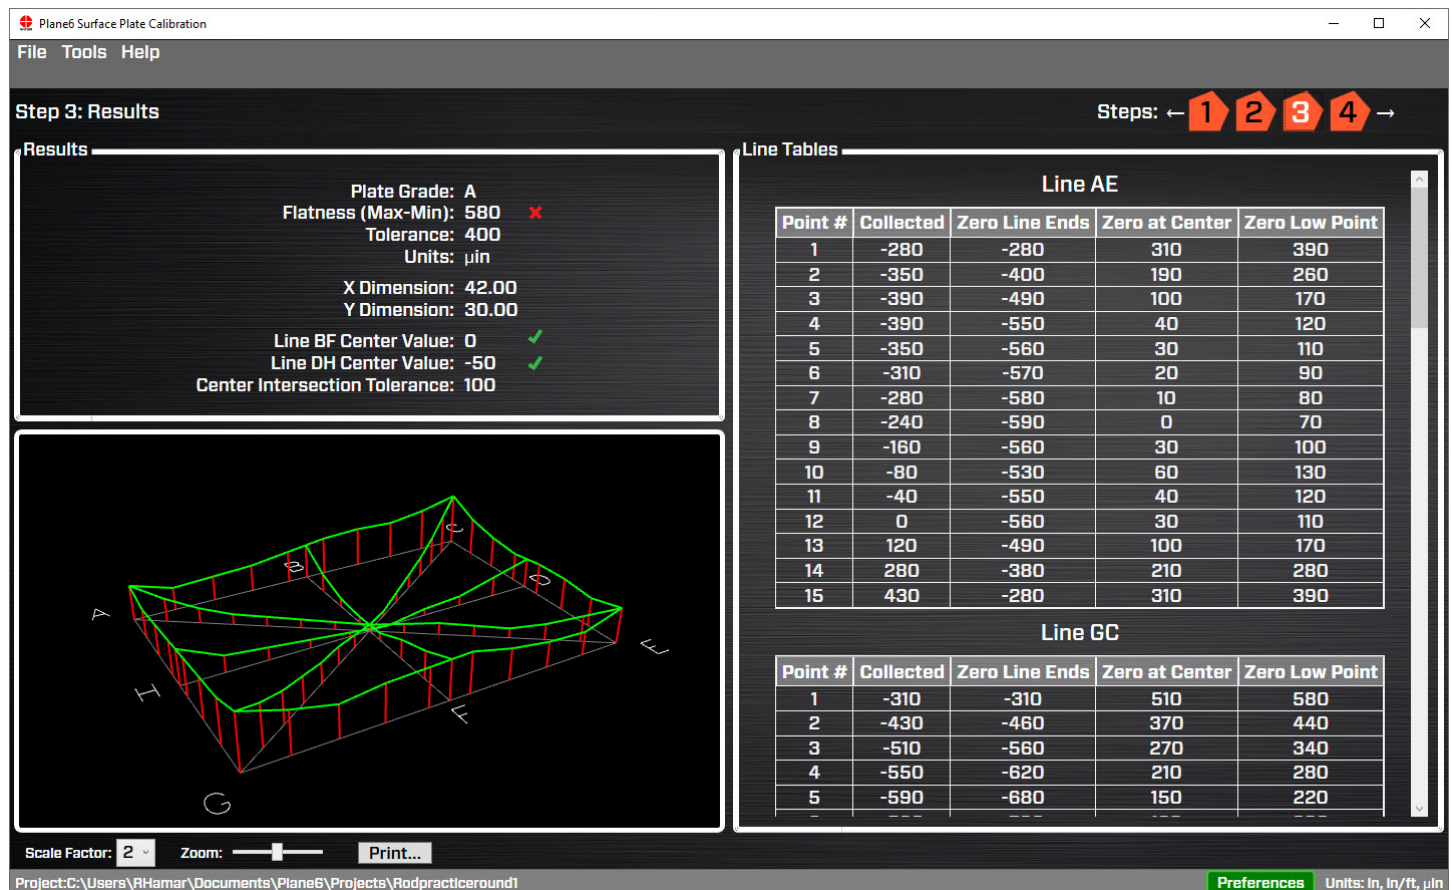 Plane6 Surface Plate Calibration
File Tools Help
Step 3: Results
Steps: ← 1 2 3 4 →
Results
Plate Grade: A
Flatness (Max-Min): 580
Tolerance: 400
Units: µin
X Dimension: 42.00
Y Dimension: 30.00
Line BF Center Value: 0
Line DH Center Value: -50
Center Intersection Tolerance: 100
A
B
C
D
E
F
G
H
Scale Factor: 2
Zoom:
Print...
Line Tables
Line AE
Point # Collected Zero Line Ends Zero at Center Zero Low Point
1 -280 -280 310 390
2 -350 -400 190 260
3 -390 -490 100 170
4 -390 -550 40 120
5 -350 -560 30 110
6 -310 -570 20 90
7 -280 -580 10 80
8 -240 -590 0 70
9 -160 -560 30 100
10 -80 -530 60 130
11 -40 -550 40 120
12 0 -560 30 110
13 120 -490 100 170
14 280 -380 210 280
15 430 -280 310 390
Line GC
Point # Collected Zero Line Ends Zero at Center Zero Low Point
1 -310 -310 510 580
2 -430 -460 370 440
3 -510 -560 270 340
4 -550 -620 210 280
5 -590 -680 150 220
Project:C:\Users\RHamar\Documents\Plane6\Projects\Rodpracticeround1
Preferences Units: in, in/ft, µin